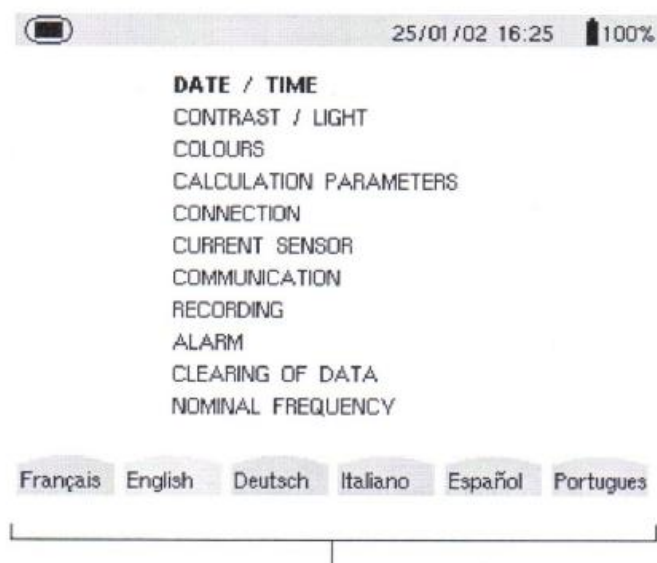 25/01/02 16:25 100%
DATE / TIME
CONTRAST / LIGHT
COLOURS
CALCULATION PARAMETERS
CONNECTION
CURRENT SENSOR
COMMUNICATION
RECORDING
ALARM
CLEARING OF DATA
NOMINAL FREQUENCY
Français English Deutsch Italiano Español Portugues